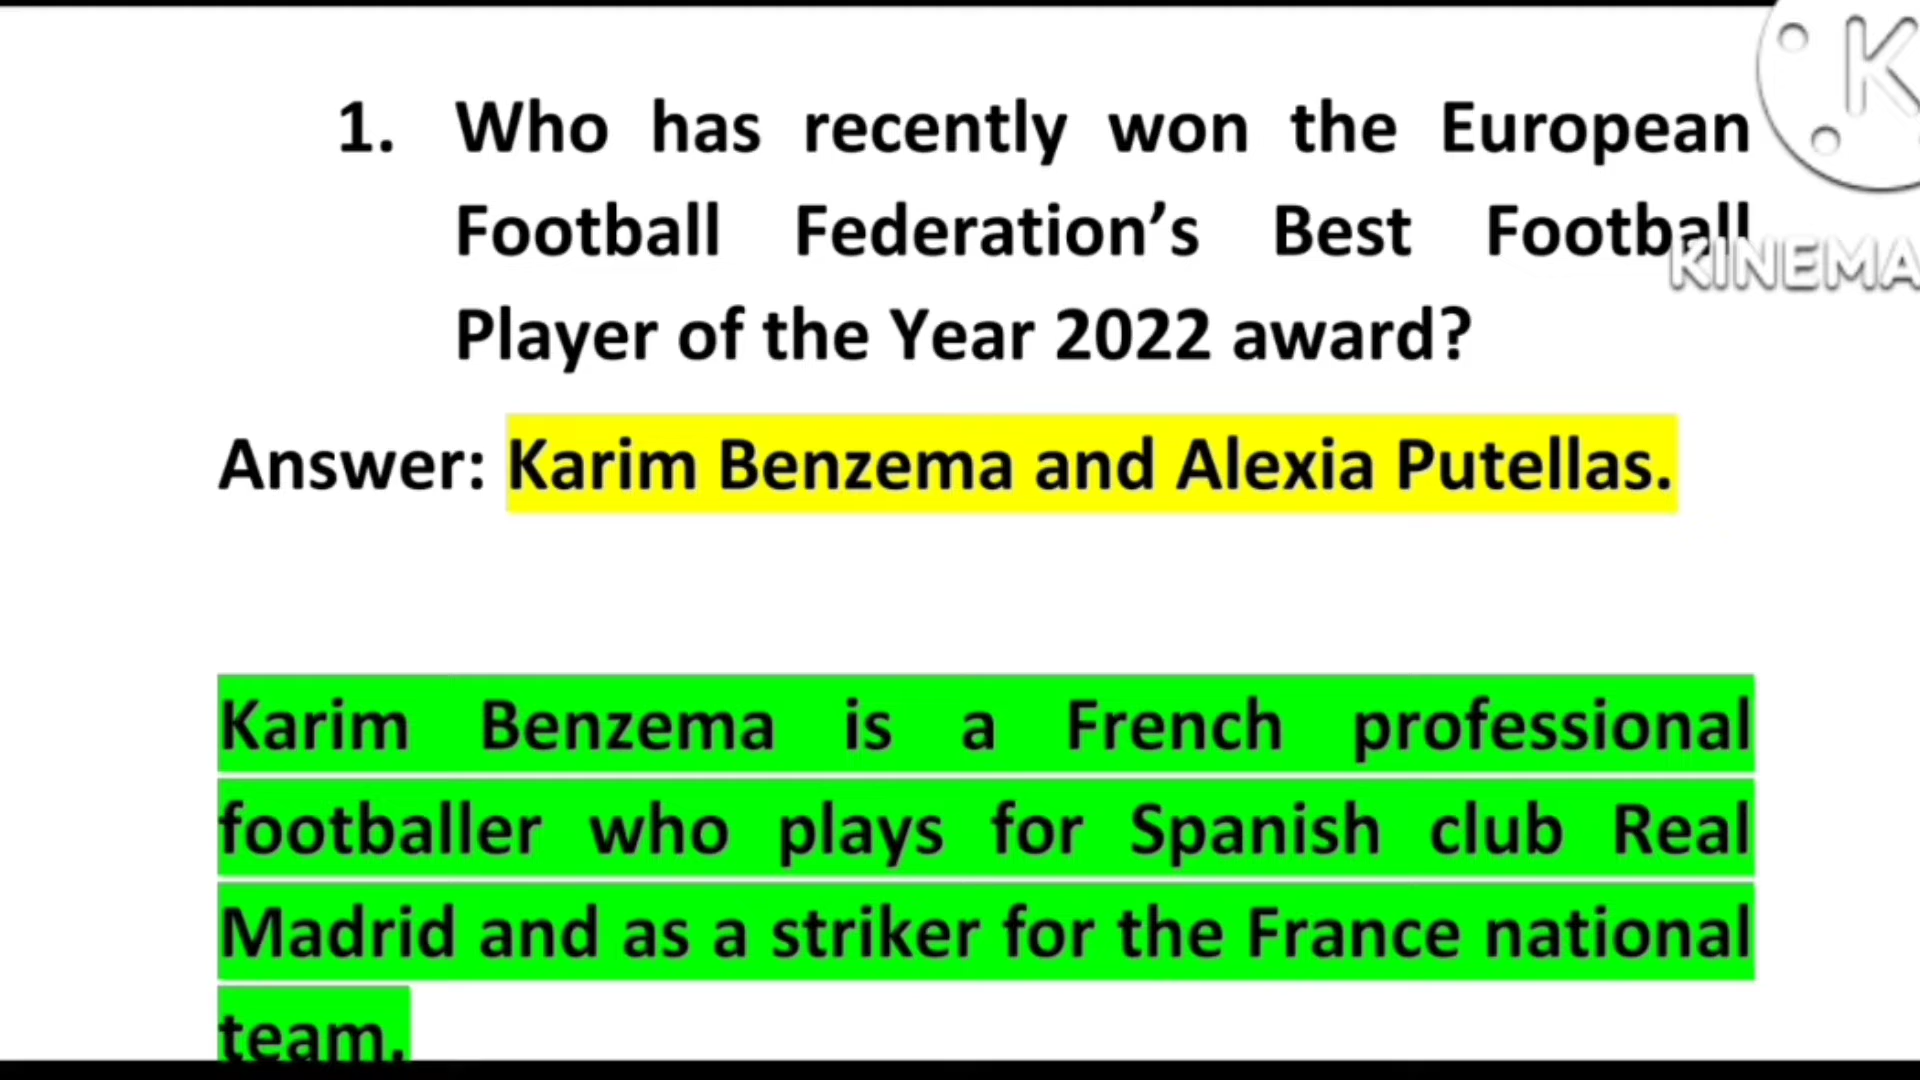 1. Who has recently won the European
Football Federation’s Best Football
Player of the Year 2022 award?
Answer: Karim Benzema and Alexia Putellas.
Karim Benzema is a French professional
footballer who plays for Spanish club Real
Madrid and as a striker for the France national
team.
K
KINEMA